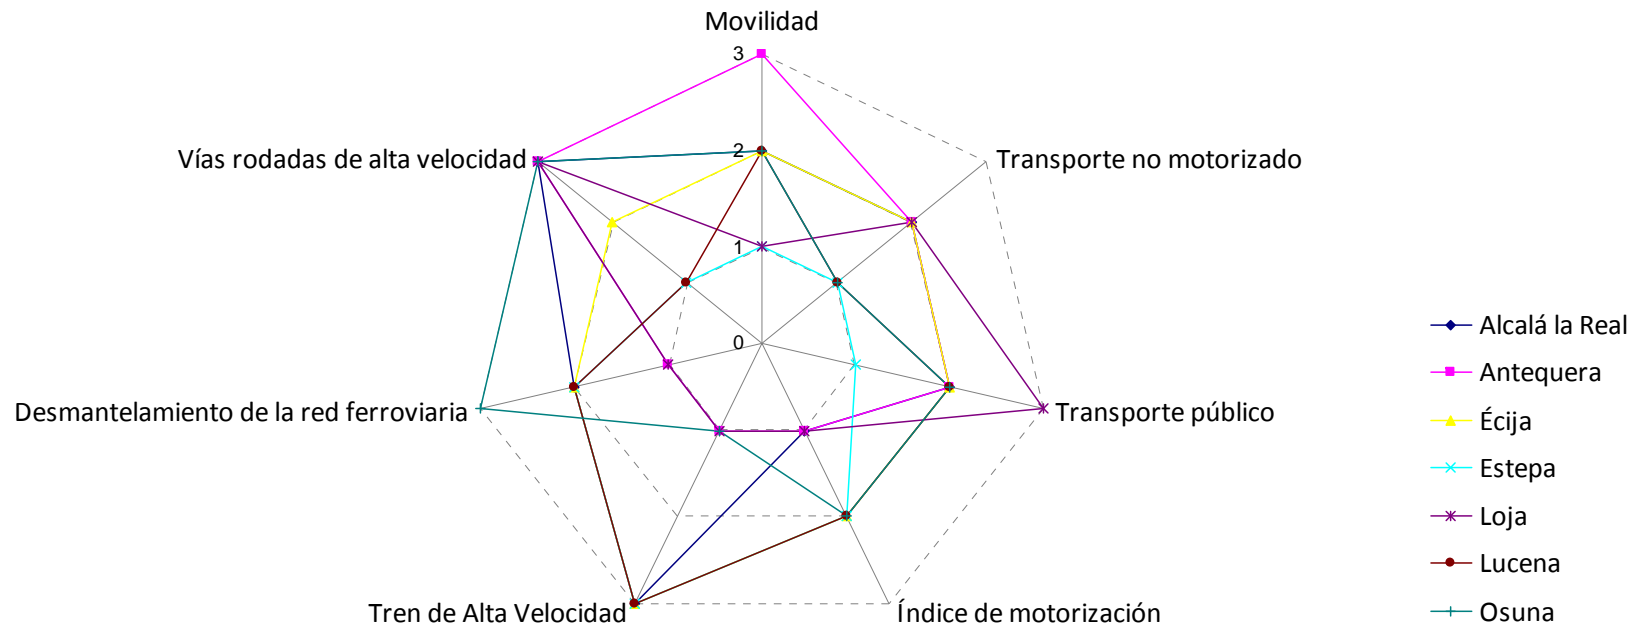 Movilidad
3
Vías rodadas de alta velocidad
2
Transporte no motorizado
1
0
Desmantelamiento de la red ferroviaria
Transporte público
Tren de Alta Velocidad
Índice de motorización
Alcalá la Real
Antequera
Écija
Estepa
Loja
Lucena
Osuna